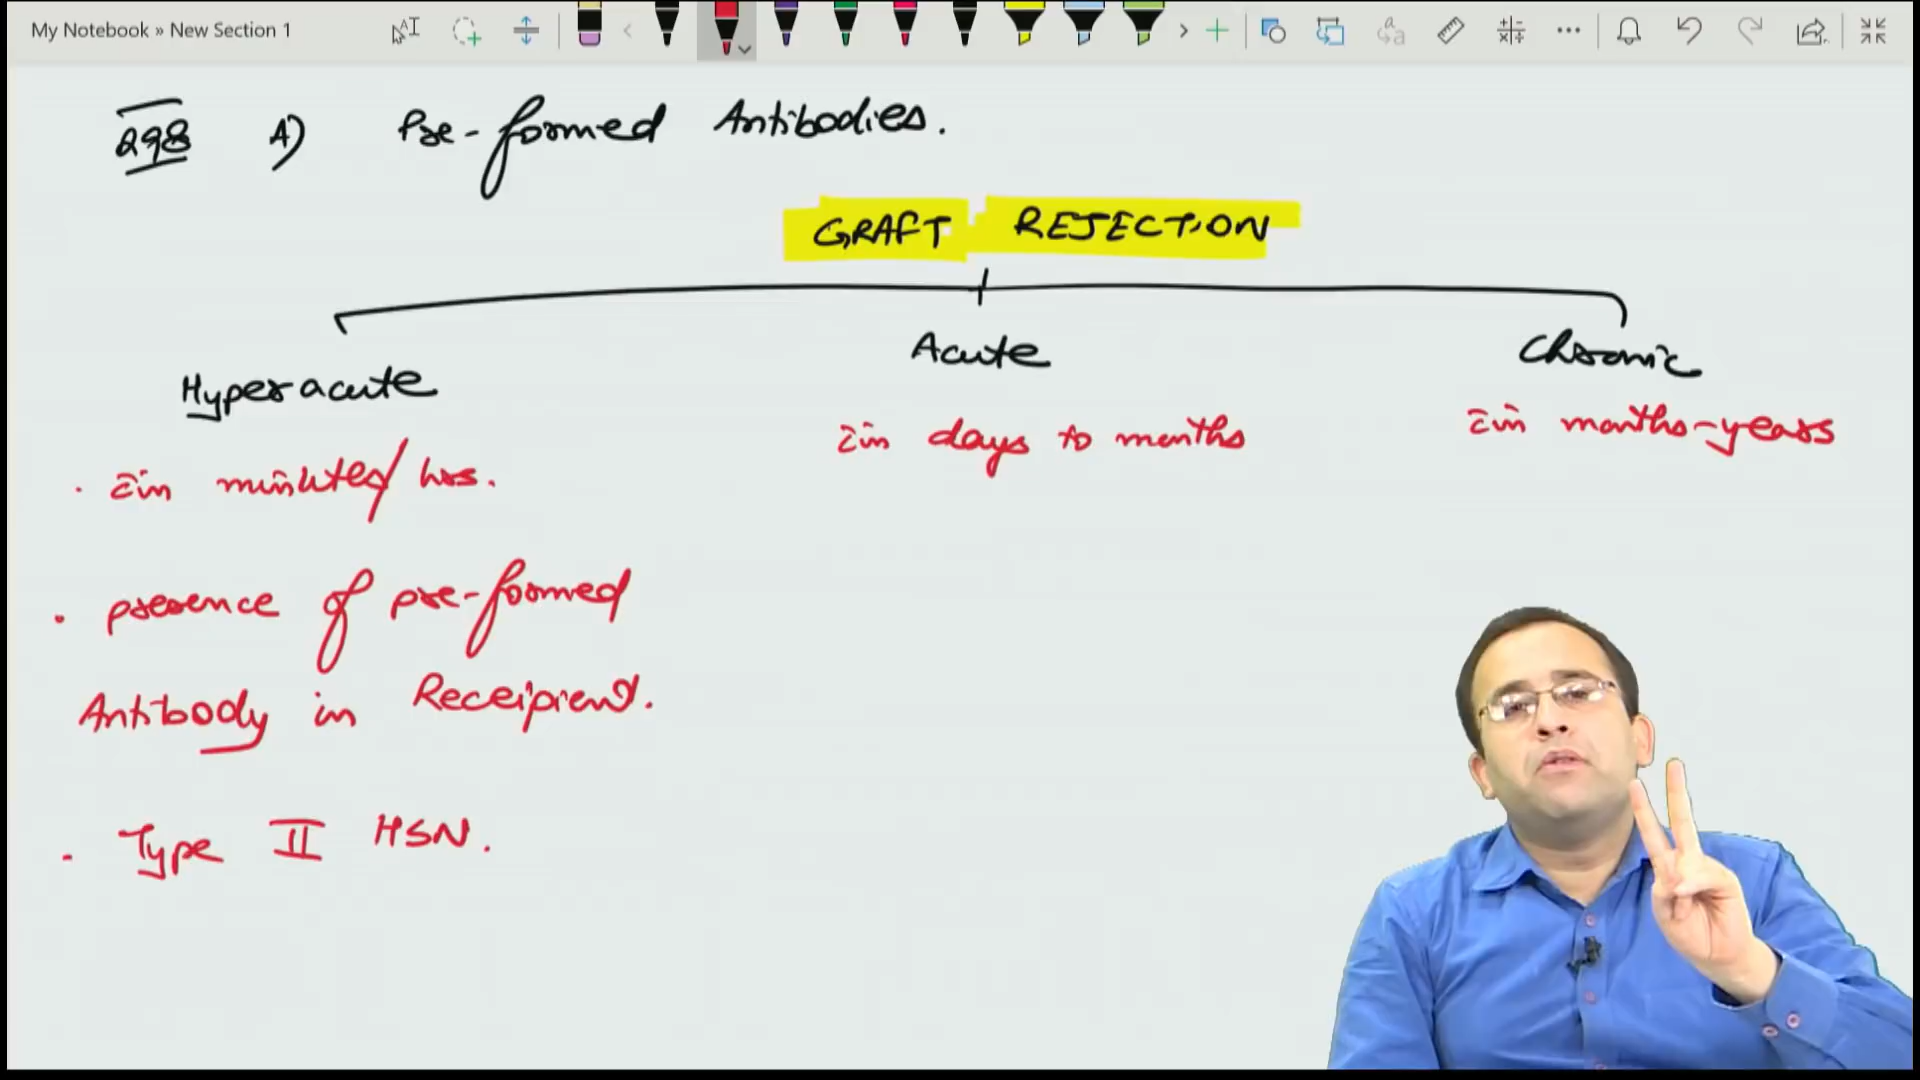 My Notebook » New Section 1
298 A) Pre-formed Antibodies.
GRAFT REJECTION
Hyperacute
Acute
Chronic
c̄in minutes/hrs.
c̄in days to months
c̄in months-years
. presence of pre-formed
Antibody in Receipient.
. Type II HSN.